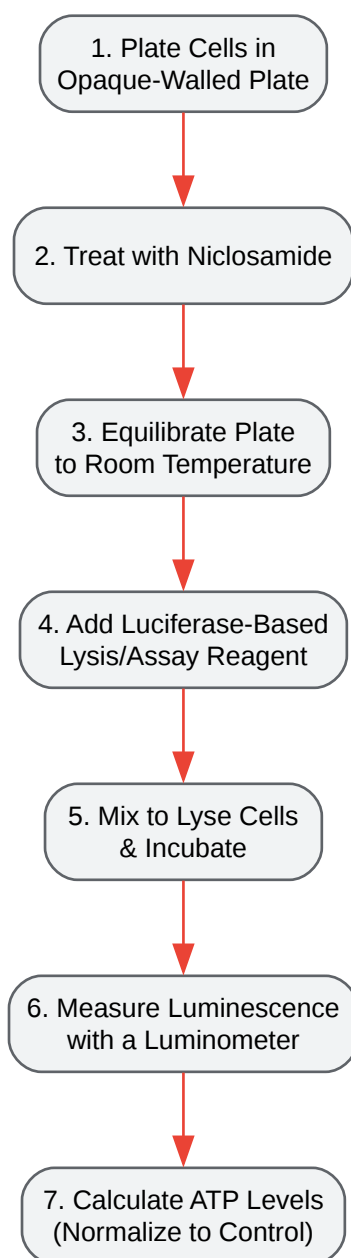 1. Plate Cells in
Opaque-Walled Plate
2. Treat with Niclosamide
3. Equilibrate Plate
to Room Temperature
4. Add Luciferase-Based
Lysis/Assay Reagent
5. Mix to Lyse Cells
& Incubate
6. Measure Luminescence
with a Luminometer
7. Calculate ATP Levels
(Normalize to Control)